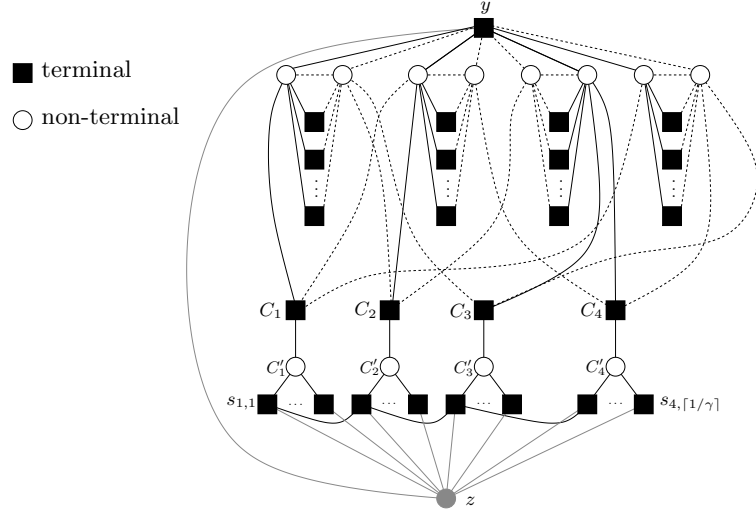 y
terminal
non-terminal
C₁ C₂ C₃ C₄
C′₁ C′₂ C′₃ C′₄
s₁,₁ ... ... ... ... s₄,⌈1/γ⌉
z